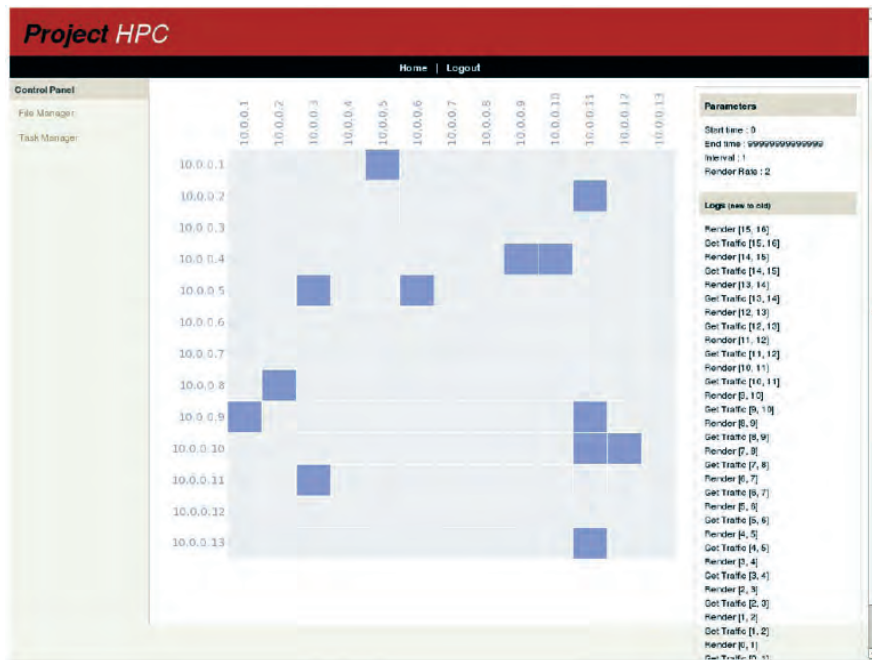 Project HPC
Home | Logout
Control Panel
File Manager
Task Manager
10.0.0.1
10.0.0.2
10.0.0.3
10.0.0.4
10.0.0.5
10.0.0.6
10.0.0.7
10.0.0.8
10.0.0.9
10.0.0.10
10.0.0.11
10.0.0.12
10.0.0.13
10.0.0.1
10.0.0.2
10.0.0.3
10.0.0.4
10.0.0.5
10.0.0.6
10.0.0.7
10.0.0.8
10.0.0.9
10.0.0.10
10.0.0.11
10.0.0.12
10.0.0.13
Parameters
Start time : 0
End time : 99999999999999
Interval : 1
Render Rate : 2
Logs (new to old)
Render [15, 16]
Get Traffic [15, 16]
Render [14, 15]
Get Traffic [14, 15]
Render [13, 14]
Get Traffic [13, 14]
Render [12, 13]
Get Traffic [12, 13]
Render [11, 12]
Get Traffic [11, 12]
Render [10, 11]
Get Traffic [10, 11]
Render [9, 10]
Get Traffic [9, 10]
Render [8, 9]
Get Traffic [8, 9]
Render [7, 8]
Get Traffic [7, 8]
Render [6, 7]
Get Traffic [6, 7]
Render [5, 6]
Get Traffic [5, 6]
Render [4, 5]
Get Traffic [4, 5]
Render [3, 4]
Get Traffic [3, 4]
Render [2, 3]
Get Traffic [2, 3]
Render [1, 2]
Get Traffic [1, 2]
Render [0, 1]
Get Traffic [0, 1]